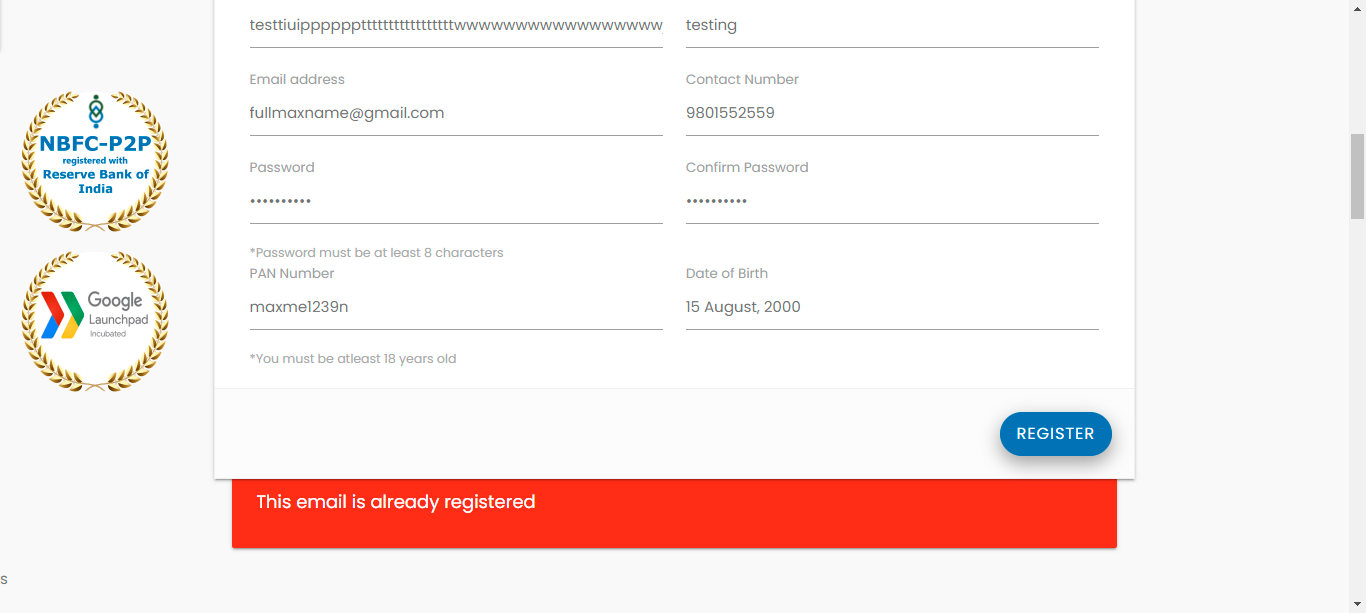 testtiuippppppttttttttttttttttttwwwwwwwwwwwwwwwwww testing
Email address Contact Number
fullmaxname@gmail.com 9801552559
Password Confirm Password
•••••••••• ••••••••••
*Password must be at least 8 characters
PAN Number Date of Birth
maxme1239n 15 August, 2000
*You must be atleast 18 years old
REGISTER
This email is already registered
NBFC-P2P
registered with
Reserve Bank of
India
Google
Launchpad
Incubated
s